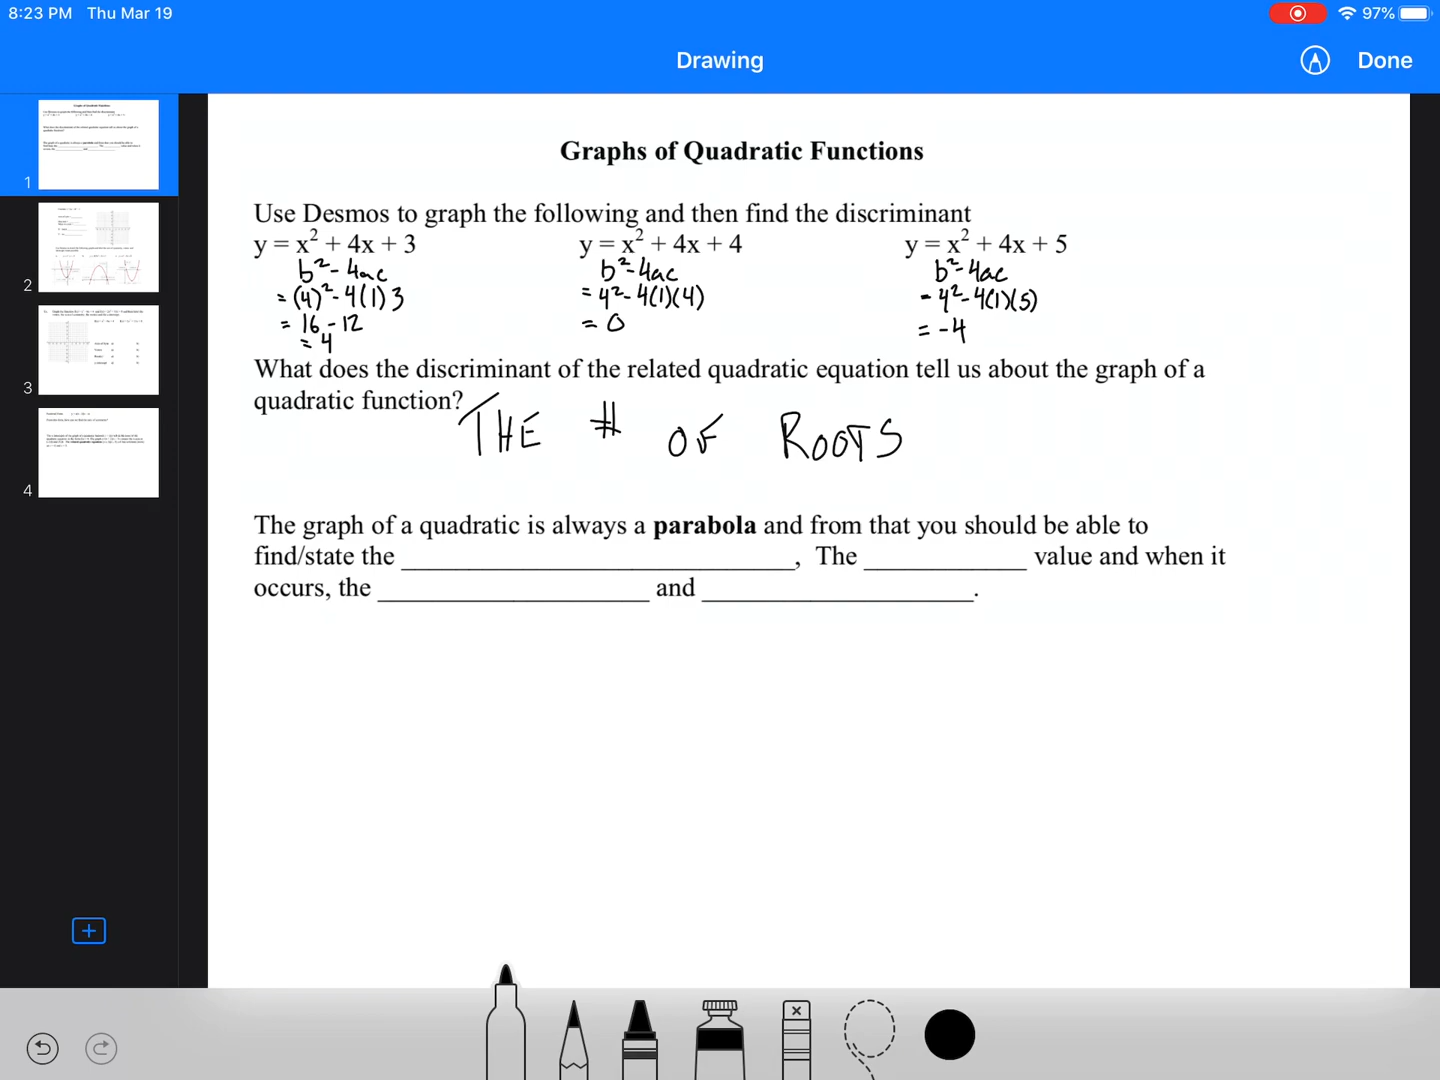 8:23 PM Thu Mar 19
97%
Drawing
Done
1
2
3
4
Graphs of Quadratic Functions
Use Desmos to graph the following and then find the discriminant
y = x² + 4x + 3 y = x² + 4x + 4 y = x² + 4x + 5
b² - 4ac b² - 4ac b² - 4ac
= (4)² - 4(1)3 = 4² - 4(1)(4) = 4² - 4(1)(5)
= 16 - 12 = 0 = -4
= 4
What does the discriminant of the related quadratic equation tell us about the graph of a
quadratic function?
THE # OF ROOTS
The graph of a quadratic is always a parabola and from that you should be able to
find/state the ____________________________, The ____________ value and when it
occurs, the ____________________ and ____________________.